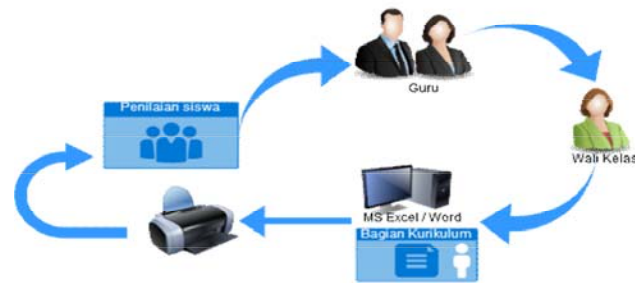 Guru
Penilaian siswa
Wali Kelas
MS Excel / Word
Bagian Kurikulum